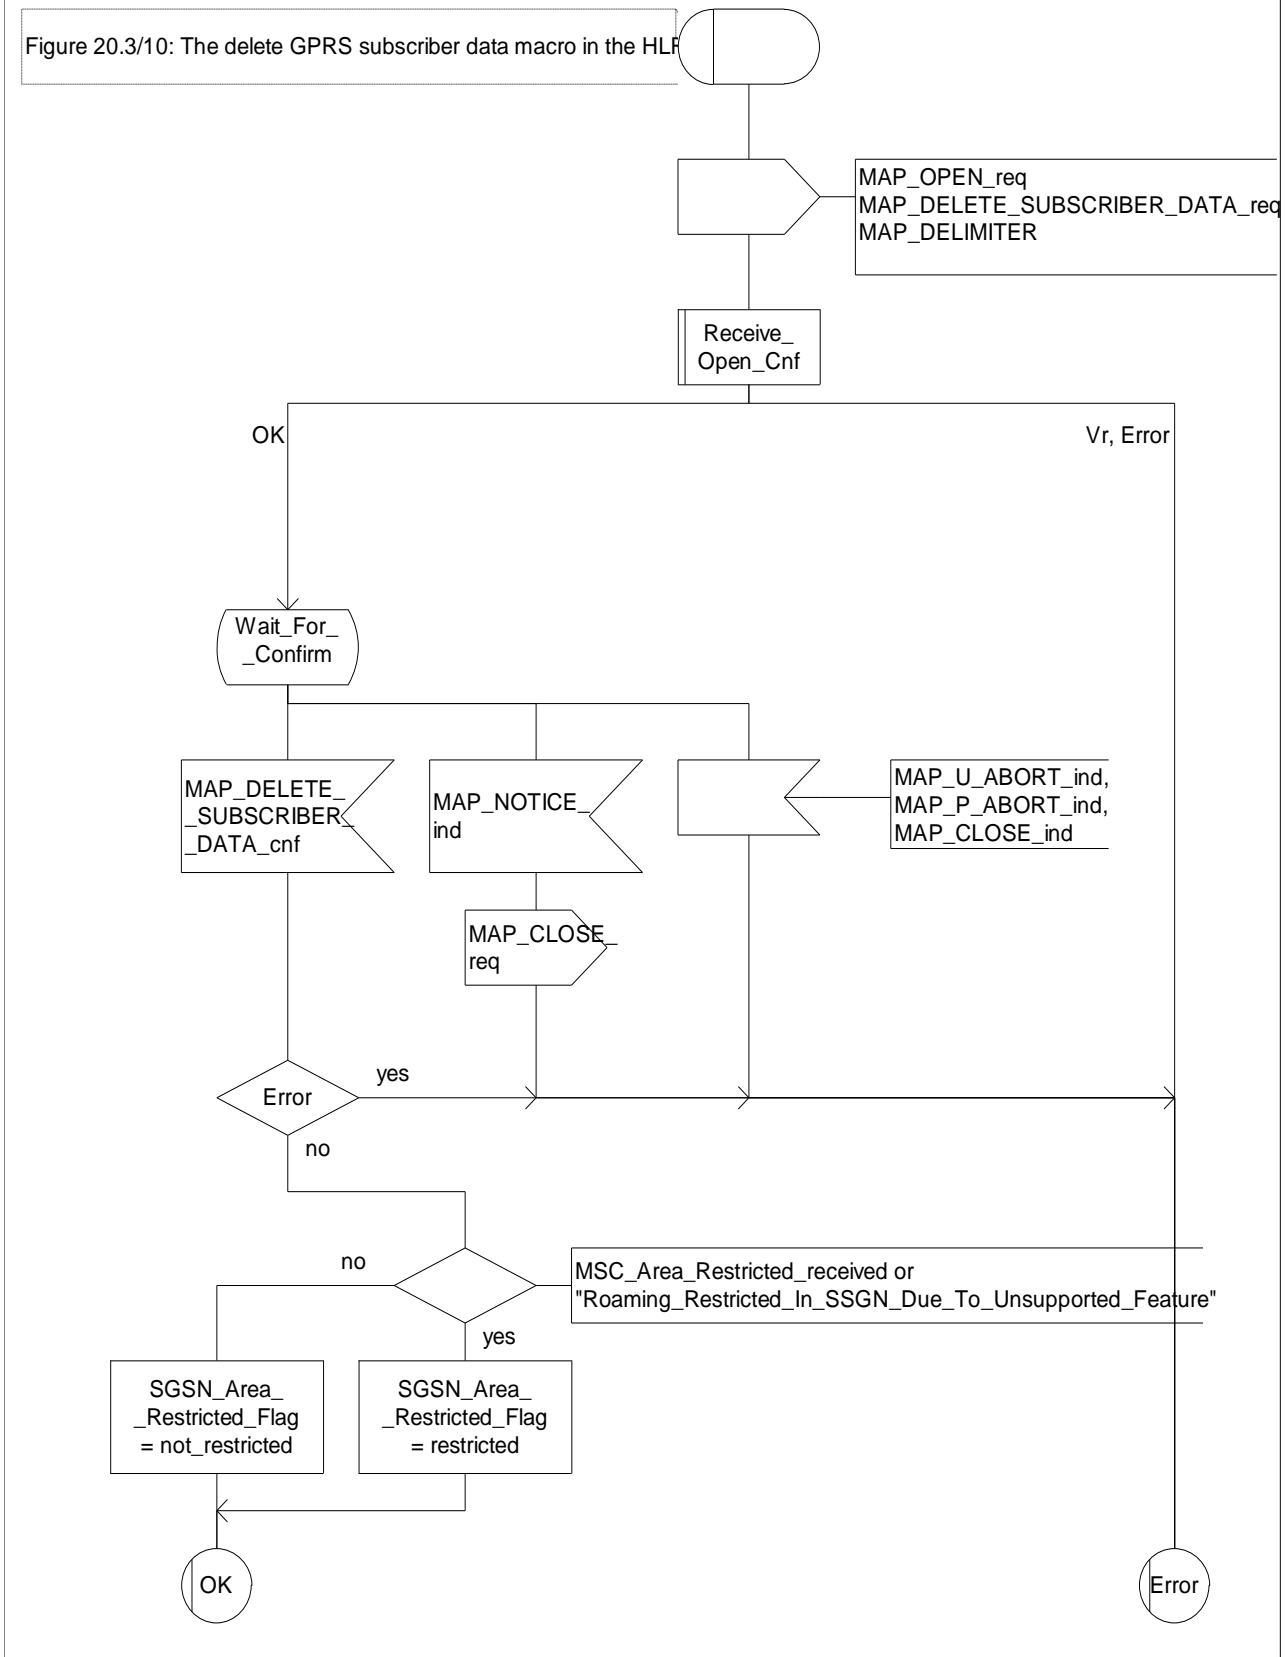 Figure 20.3/10: The delete GPRS subscriber data macro in the HLR
MAP_OPEN_req
MAP_DELETE_SUBSCRIBER_DATA_req
MAP_DELIMITER
Receive_
Open_Cnf
OK
Vr, Error
Wait_For_
_Confirm
MAP_DELETE_
_SUBSCRIBER_
_DATA_cnf
MAP_NOTICE_
ind
MAP_U_ABORT_ind,
MAP_P_ABORT_ind,
MAP_CLOSE_ind
MAP_CLOSE_
req
Error
yes
no
no
MSC_Area_Restricted_received or
"Roaming_Restricted_In_SSGN_Due_To_Unsupported_Feature"
yes
SGSN_Area_
_Restricted_Flag
= not_restricted
SGSN_Area_
_Restricted_Flag
= restricted
OK
Error